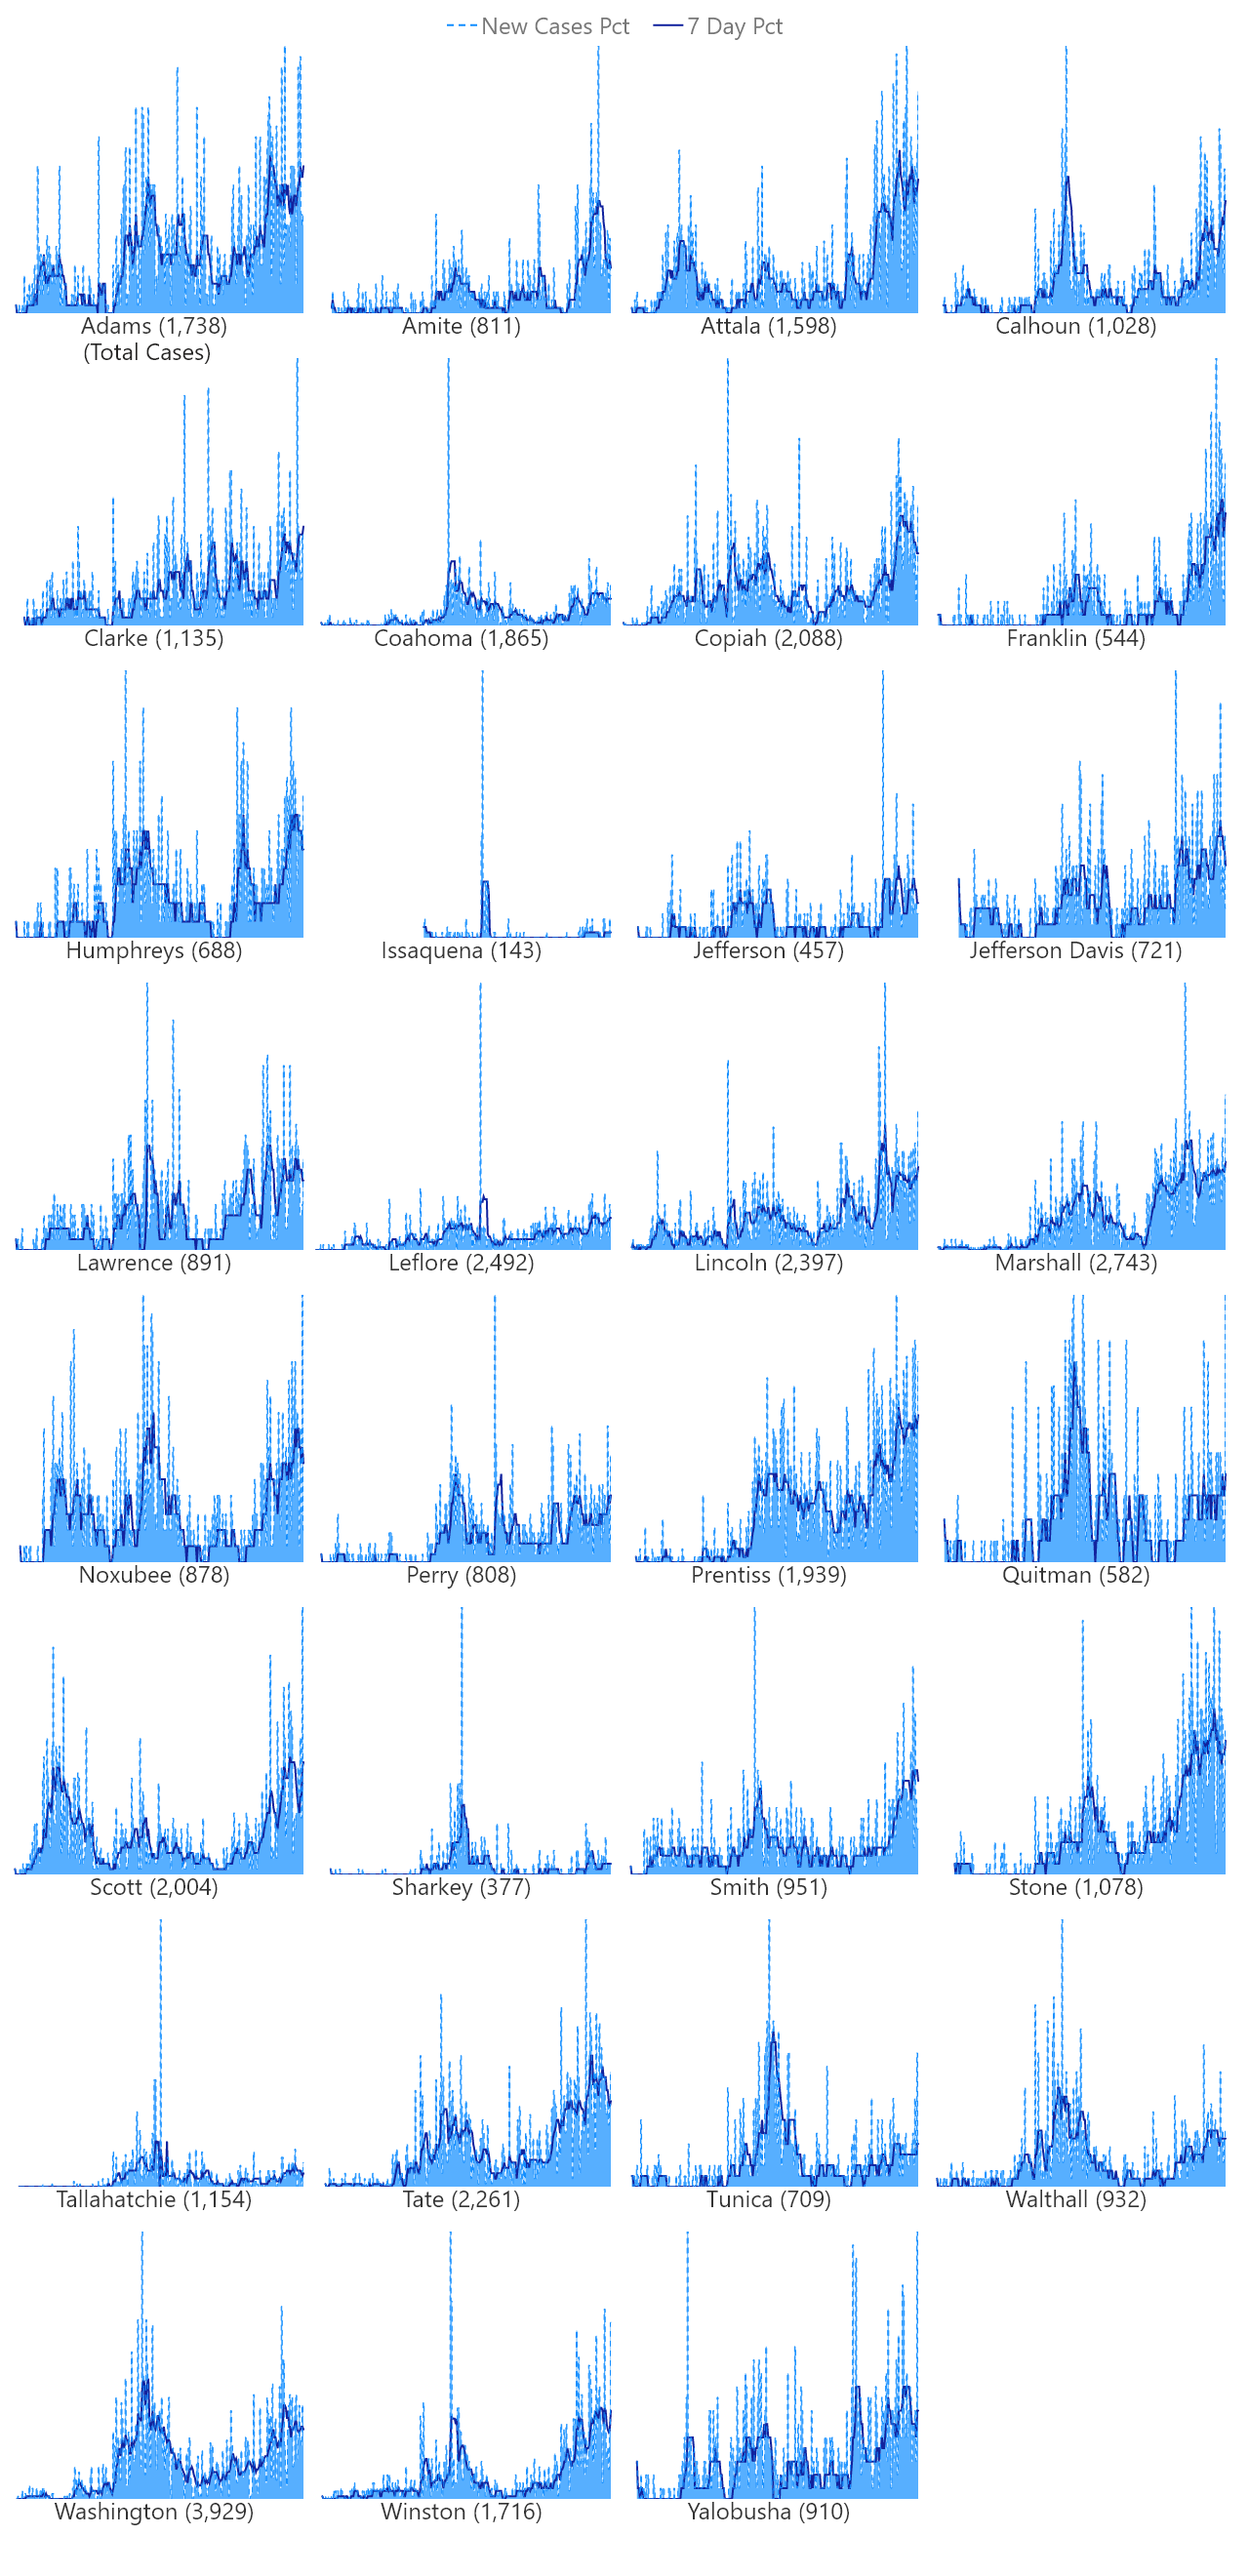 New Cases Pct 7 Day Pct
Adams (1,738) Amite (811) Attala (1,598) Calhoun (1,028)
(Total Cases)
Clarke (1,135) Coahoma (1,865) Copiah (2,088) Franklin (544)
Humphreys (688) Issaquena (143) Jefferson (457) Jefferson Davis (721)
Lawrence (891) Leflore (2,492) Lincoln (2,397) Marshall (2,743)
Noxubee (878) Perry (808) Prentiss (1,939) Quitman (582)
Scott (2,004) Sharkey (377) Smith (951) Stone (1,078)
Tallahatchie (1,154) Tate (2,261) Tunica (709) Walthall (932)
Washington (3,929) Winston (1,716) Yalobusha (910)